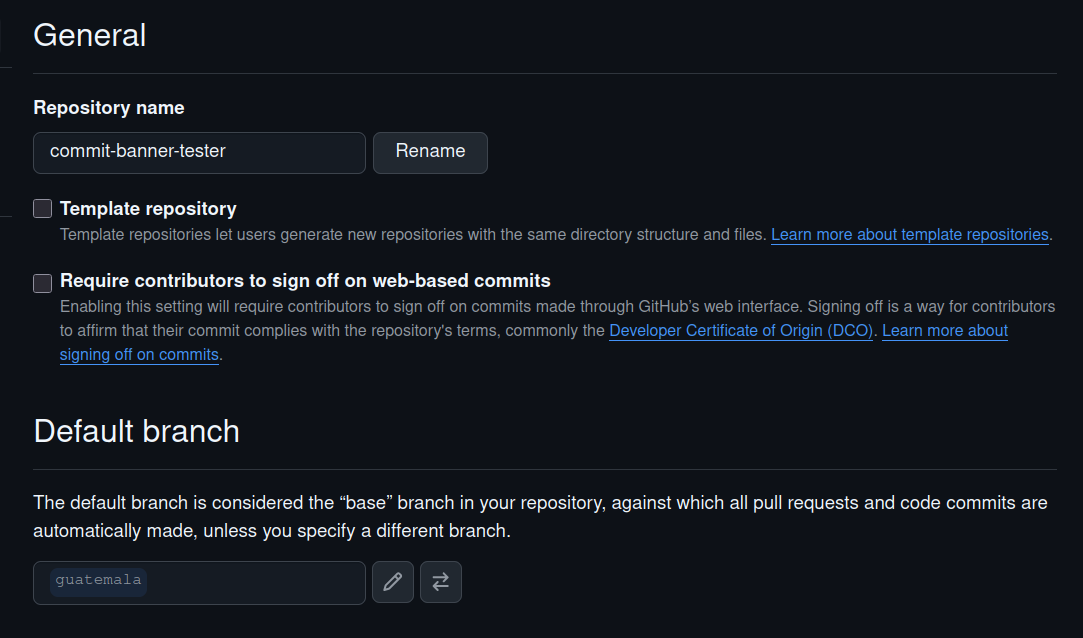 General
Repository name
commit-banner-tester Rename
Template repository
Template repositories let users generate new repositories with the same directory structure and files. Learn more about template repositories.
Require contributors to sign off on web-based commits
Enabling this setting will require contributors to sign off on commits made through GitHub’s web interface. Signing off is a way for contributors
to affirm that their commit complies with the repository's terms, commonly the Developer Certificate of Origin (DCO). Learn more about
signing off on commits.
Default branch
The default branch is considered the “base” branch in your repository, against which all pull requests and code commits are
automatically made, unless you specify a different branch.
guatemala